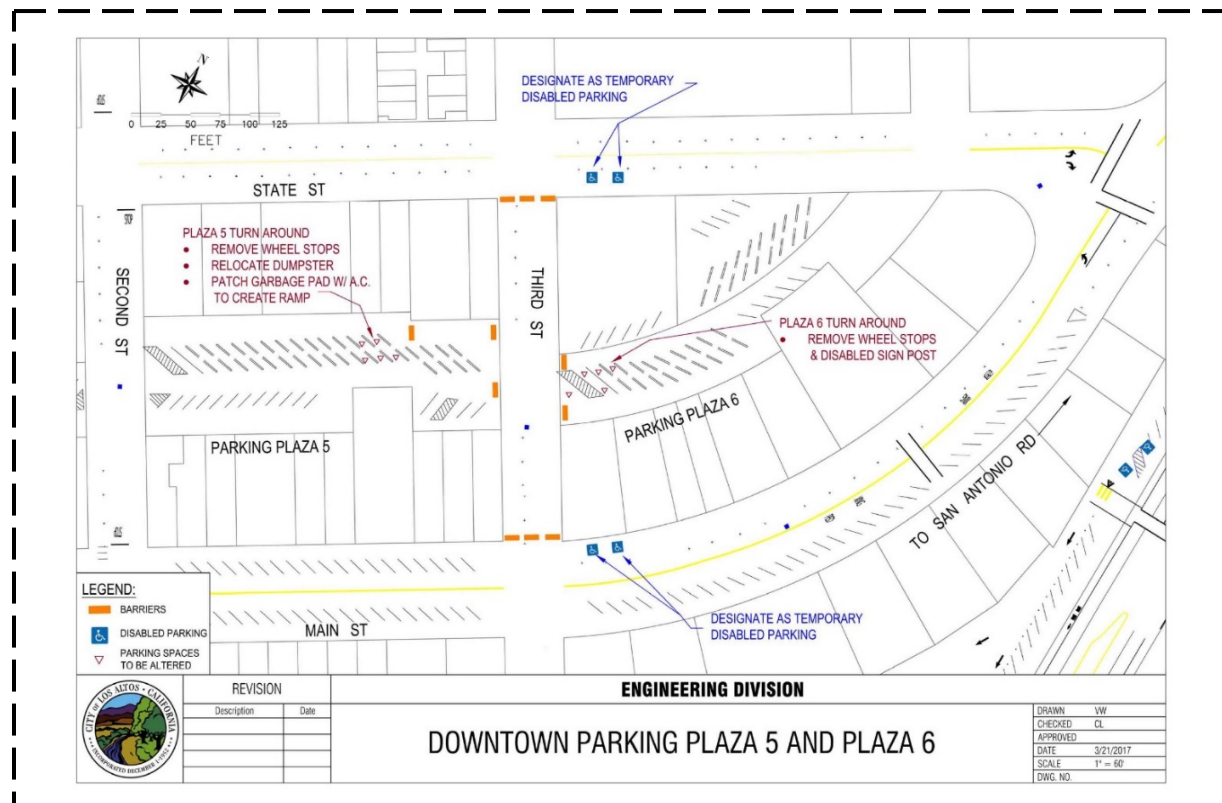 N
0 25 50 75 100 125
FEET
DESIGNATE AS TEMPORARY
DISABLED PARKING
STATE ST
PLAZA 5 TURN AROUND
• REMOVE WHEEL STOPS
• RELOCATE DUMPSTER
• PATCH GARBAGE PAD W/ A.C.
TO CREATE RAMP
SECOND ST
THIRD ST
PLAZA 6 TURN AROUND
• REMOVE WHEEL STOPS
& DISABLED SIGN POST
PARKING PLAZA 5
PARKING PLAZA 6
TO SAN ANTONIO RD
DESIGNATE AS TEMPORARY
DISABLED PARKING
MAIN ST
LEGEND:
BARRIERS
DISABLED PARKING
PARKING SPACES
TO BE ALTERED
CITY OF LOS ALTOS • CALIFORNIA
INCORPORATED DECEMBER 1, 1952
REVISION
Description Date
ENGINEERING DIVISION
DOWNTOWN PARKING PLAZA 5 AND PLAZA 6
DRAWN VW
CHECKED CL
APPROVED
DATE 3/21/2017
SCALE 1" = 60'
DWG. NO.